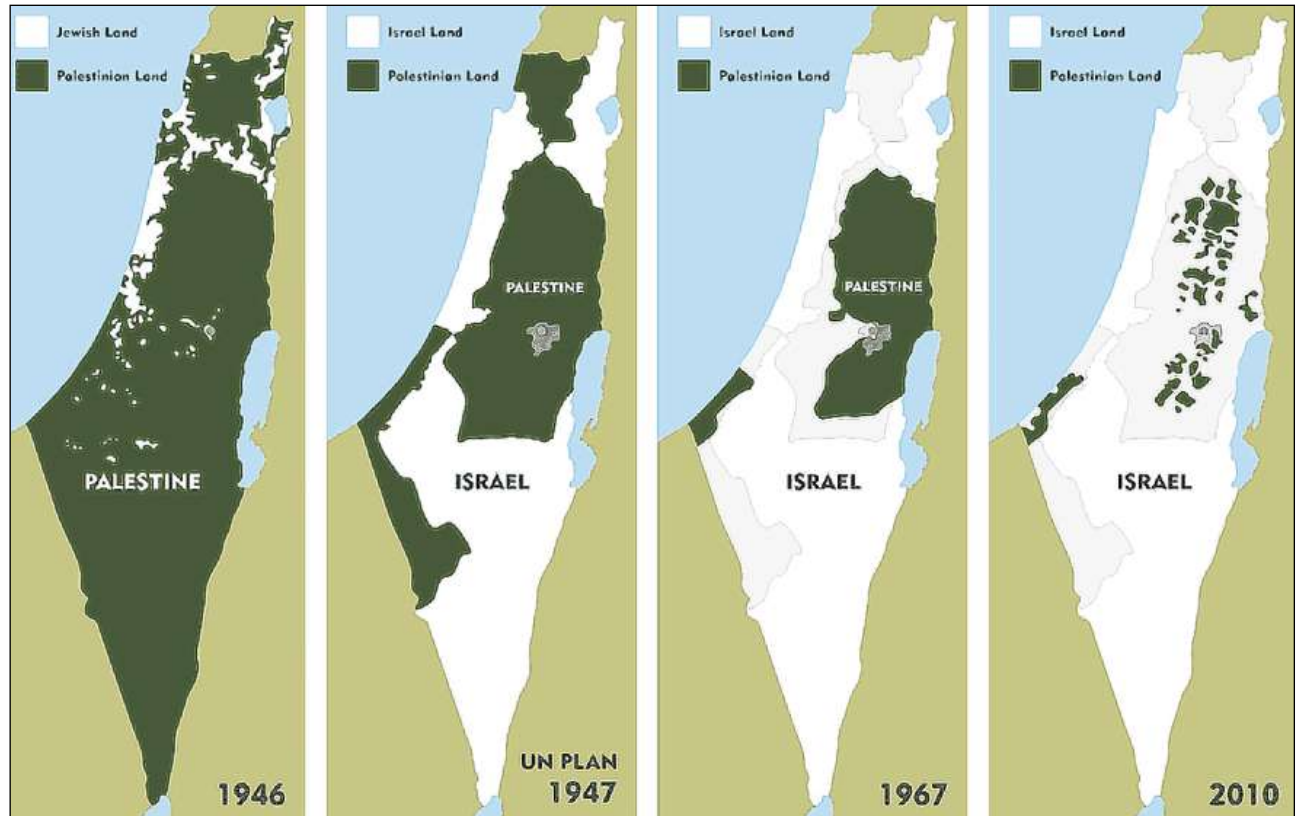 Jewish Land
Palestinian Land
PALESTINE
1946
Israel Land
Palestinian Land
PALESTINE
ISRAEL
UN PLAN
1947
Israel Land
Palestinian Land
PALESTINE
ISRAEL
1967
Israel Land
Palestinian Land
ISRAEL
2010